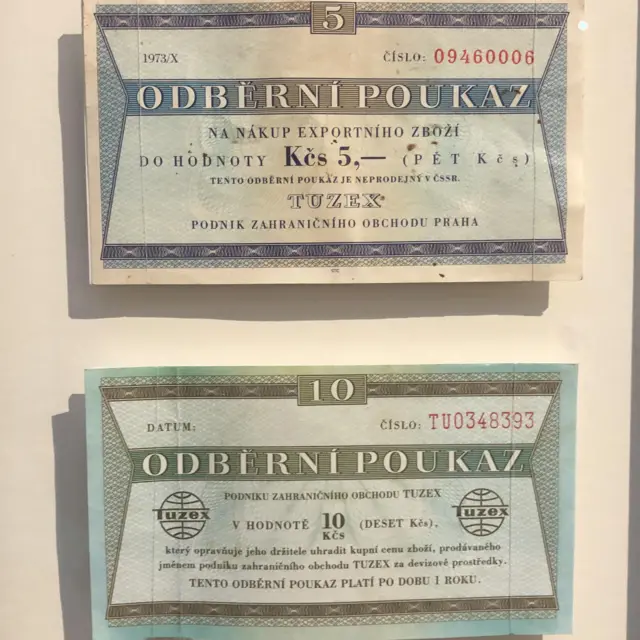 5
1973/X ČÍSLO: 09460006
ODBĚRNÍ POUKAZ
NA NÁKUP EXPORTNÍHO ZBOŽÍ
DO HODNOTY Kčs 5,— (PĚT Kčs)
TENTO ODBĚRNÍ POUKAZ JE NEPRODEJNÝ V ČSSR.
TUZEX
PODNIK ZAHRANIČNÍHO OBCHODU PRAHA
10
DATUM: ČÍSLO: TU0348393
ODBĚRNÍ POUKAZ
PODNIKU ZAHRANIČNÍHO OBCHODU TUZEX
Tuzex V HODNOTĚ 10 KČS (DESET Kčs), Tuzex
který opravňuje jeho držitele uhradit kupní cenu zboží, prodávaného
jménem podniku zahraničního obchodu TUZEX za devizové prostředky.
TENTO ODBĚRNÍ POUKAZ PLATÍ PO DOBU 1 ROKU.